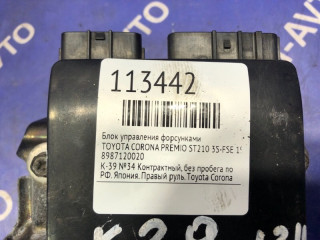 113442
Блок управления форсунками
TOYOTA CORONA PREMIO ST210 3S-FSE
8987120020
К-39 №34 Контрактный, без пробега по
РФ. Япония. Правый руль. Toyota Corona